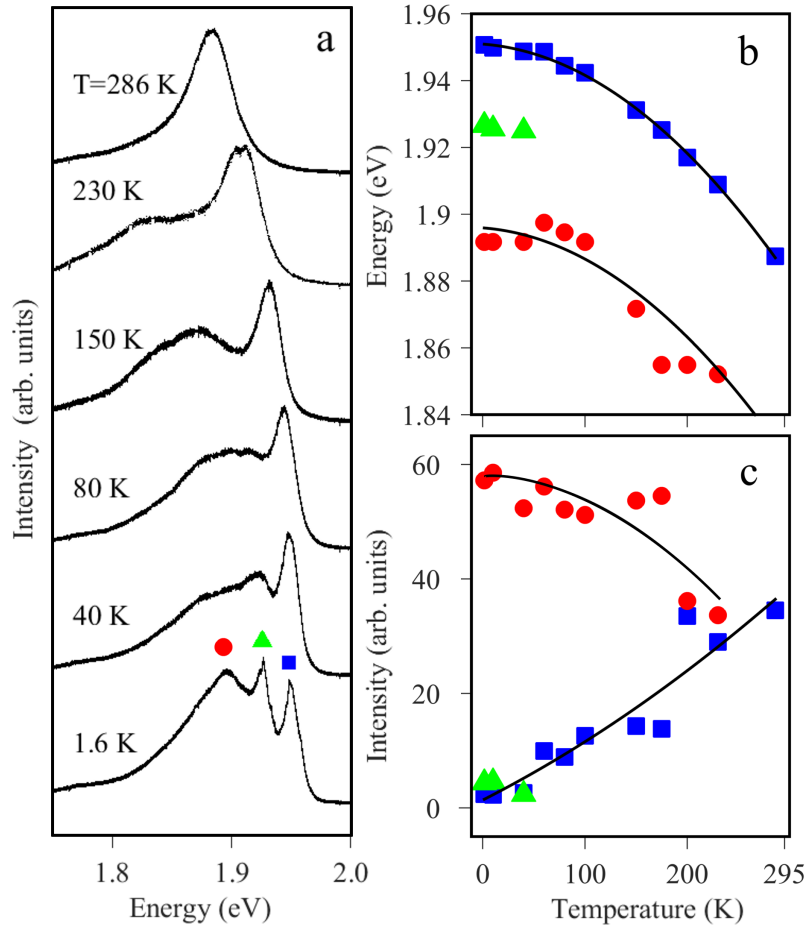 a
T=286 K
230 K
150 K
80 K
40 K
1.6 K
Intensity (arb. units)
1.8
1.9
2.0
Energy (eV)
b
1.96
1.94
1.92
1.9
1.88
1.86
1.84
Energy (eV)
c
60
40
20
0
Intensity (arb. units)
0
100
200
295
Temperature (K)